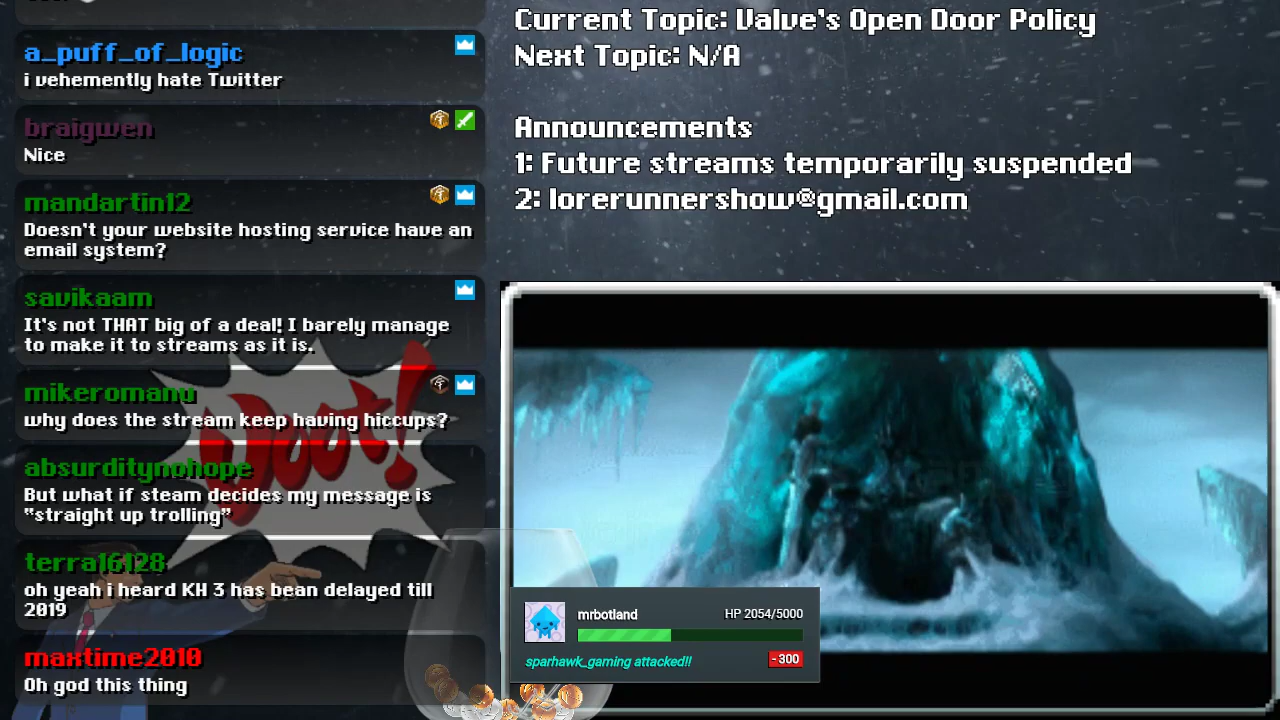 a_puff_of_logic
i vehemently hate Twitter
braigwen
Nice
mandartin12
Doesn't your website hosting service have an
email system?
savikaam
It's not THAT big of a deal! I barely manage
to make it to streams as it is.
mikeromanu
why does the stream keep having hiccups?
absurditynohope
But what if steam decides my message is
"straight up trolling"
terra16128
oh yeah i heard KH 3 has bean delayed till
2019
maxtime2010
Oh god this thing
Doot!
Current Topic: Valve's Open Door Policy
Next Topic: N/A
Announcements
1: Future streams temporarily suspended
2: lorerunnershow@gmail.com
mrbotland
HP 2054/5000
sparhawk_gaming attacked!!
-300